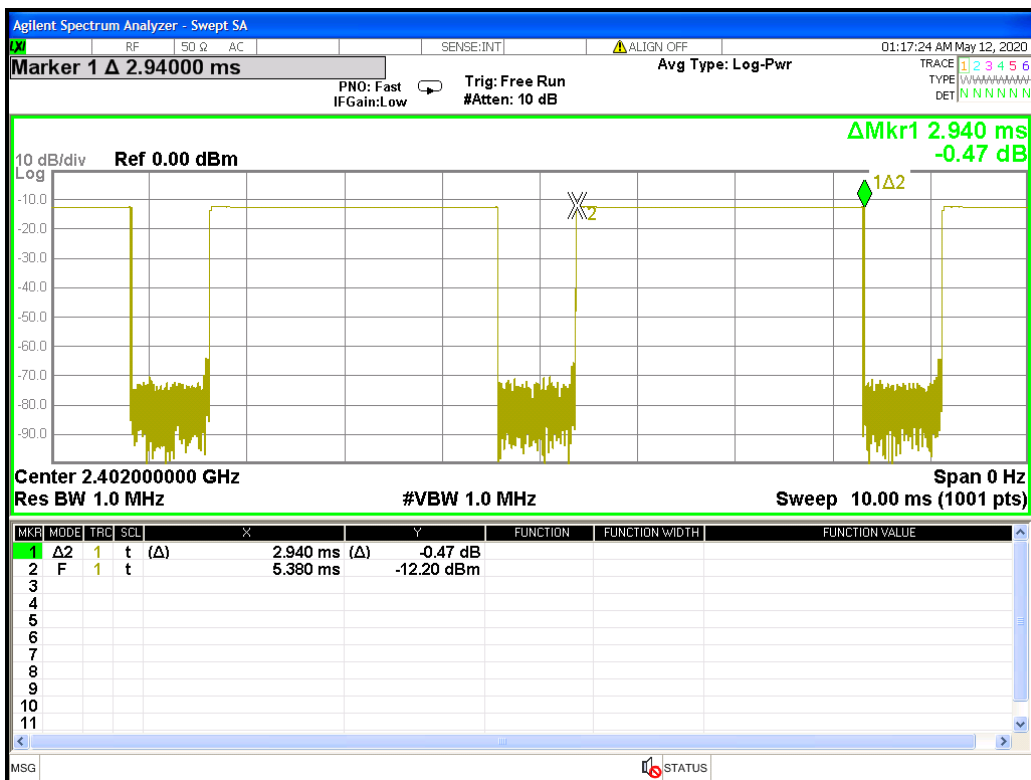 Agilent Spectrum Analyzer - Swept SA
LXI RF 50 Ω AC SENSE:INT ALIGN OFF 01:17:24 AM May 12, 2020
Marker 1 Δ 2.94000 ms
PNO: Fast
IFGain:Low
Trig: Free Run
#Atten: 10 dB
Avg Type: Log-Pwr
TRACE 1 2 3 4 5 6
TYPE WWWWWW
DET N N N N N N
ΔMkr1 2.940 ms
-0.47 dB
10 dB/div Ref 0.00 dBm
Log
1Δ2
-10.0
2
-20.0
-30.0
-40.0
-50.0
-60.0
-70.0
-80.0
-90.0
Center 2.402000000 GHz Span 0 Hz
Res BW 1.0 MHz #VBW 1.0 MHz Sweep 10.00 ms (1001 pts)
MKR MODE TRC SCL X Y FUNCTION FUNCTION WIDTH FUNCTION VALUE
1 Δ2 1 t (Δ) 2.940 ms (Δ) -0.47 dB
2 F 1 t 5.380 ms -12.20 dBm
3
4
5
6
7
8
9
10
11
MSG STATUS